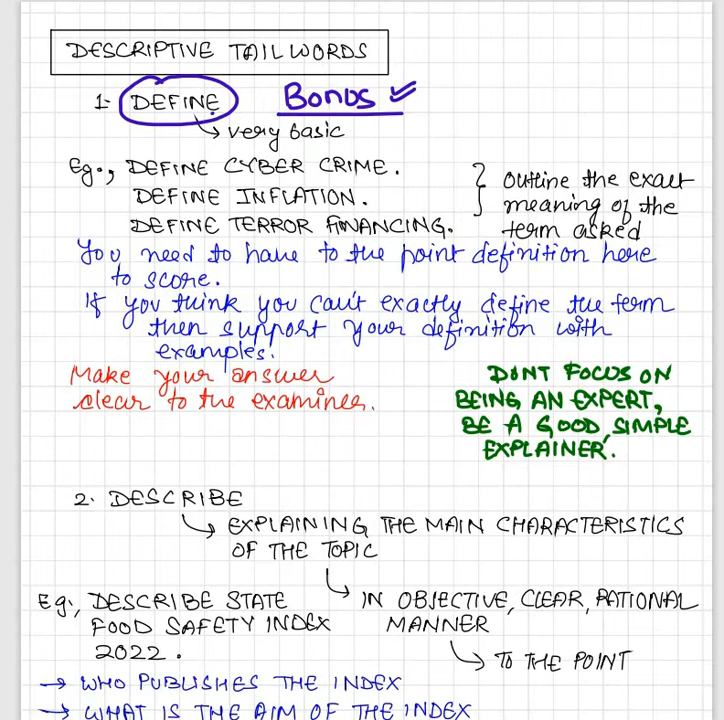 DESCRIPTIVE TAILWORDS
1- DEFINE Bonus
very basic
Eg., DEFINE CYBER CRIME.
DEFINE INFLATION.
DEFINE TERROR FINANCING.
Outline the exact
meaning of the
term asked
You need to have to the point definition here
to score.
If you think you can't exactly define the term
then support your definition with
examples.
Make your answer
clear to the examiner.
DONT FOCUS ON
BEING AN EXPERT,
BE A GOOD, SIMPLE
EXPLAINER.
2. DESCRIBE
EXPLAINING THE MAIN CHARACTERISTICS
OF THE TOPIC
IN OBJECTIVE, CLEAR, RATIONAL
MANNER
TO THE POINT
Eg., DESCRIBE STATE
FOOD SAFETY INDEX
2022.
→ WHO PUBLISHES THE INDEX
→ WHAT IS THE AIM OF THE INDEX